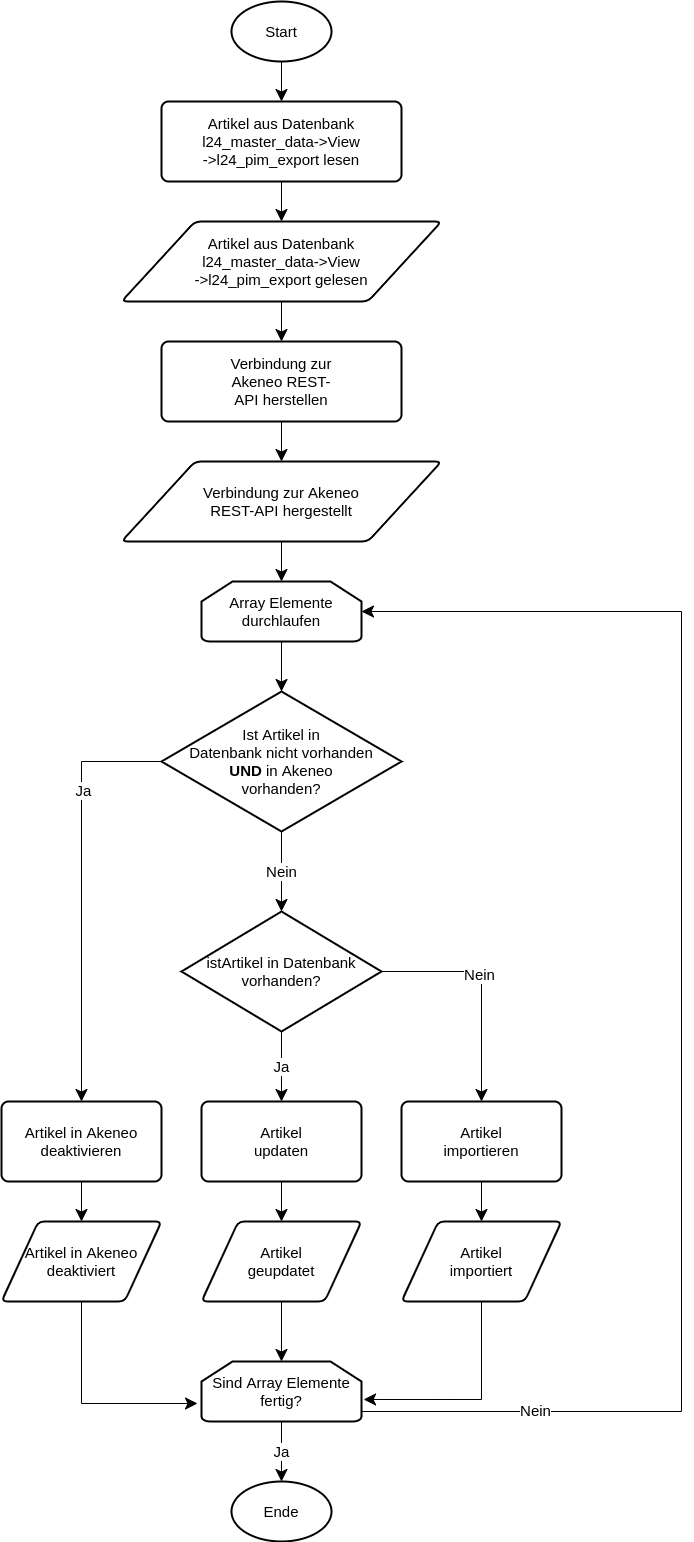 Start
Artikel aus Datenbank
l24_master_data->View
->l24_pim_export lesen
Artikel aus Datenbank
l24_master_data->View
->l24_pim_export gelesen
Verbindung zur
Akeneo REST-
API herstellen
Verbindung zur Akeneo
REST-API hergestellt
Array Elemente
durchlaufen
Ist Artikel in
Datenbank nicht vorhanden
UND in Akeneo
vorhanden?
Ja
Nein
istArtikel in Datenbank
vorhanden?
Nein
Ja
Artikel in Akeneo
deaktivieren
Artikel
updaten
Artikel
importieren
Artikel in Akeneo
deaktiviert
Artikel
geupdatet
Artikel
importiert
Sind Array Elemente
fertig?
Nein
Ja
Ende